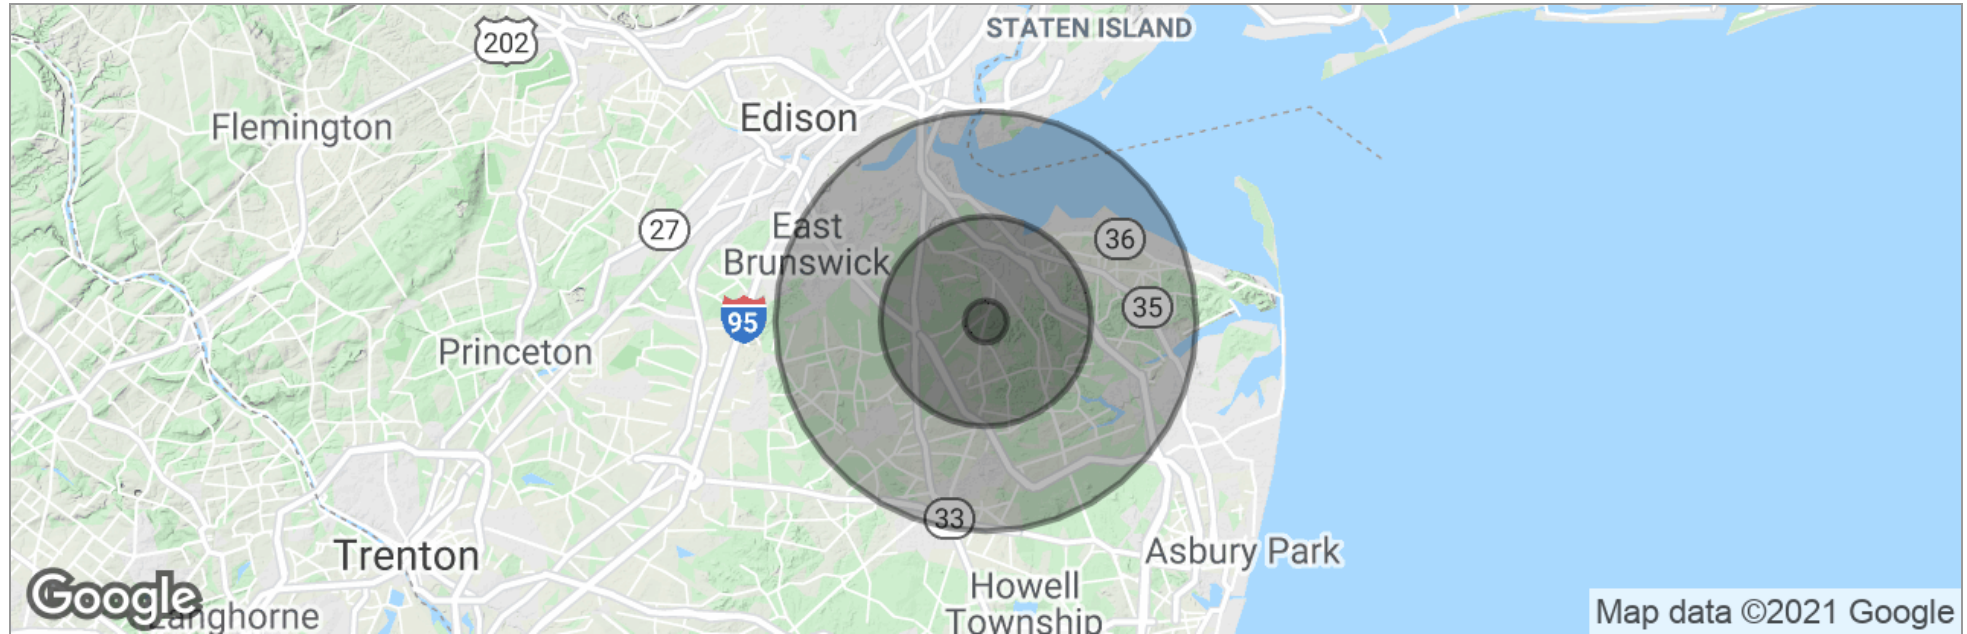 STATEN ISLAND
202
Edison
Flemington
27
East
Brunswick
36
35
95
Princeton
33
Trenton
Asbury Park
Howell
Township
Google
Langhorne
Map data ©2021 Google